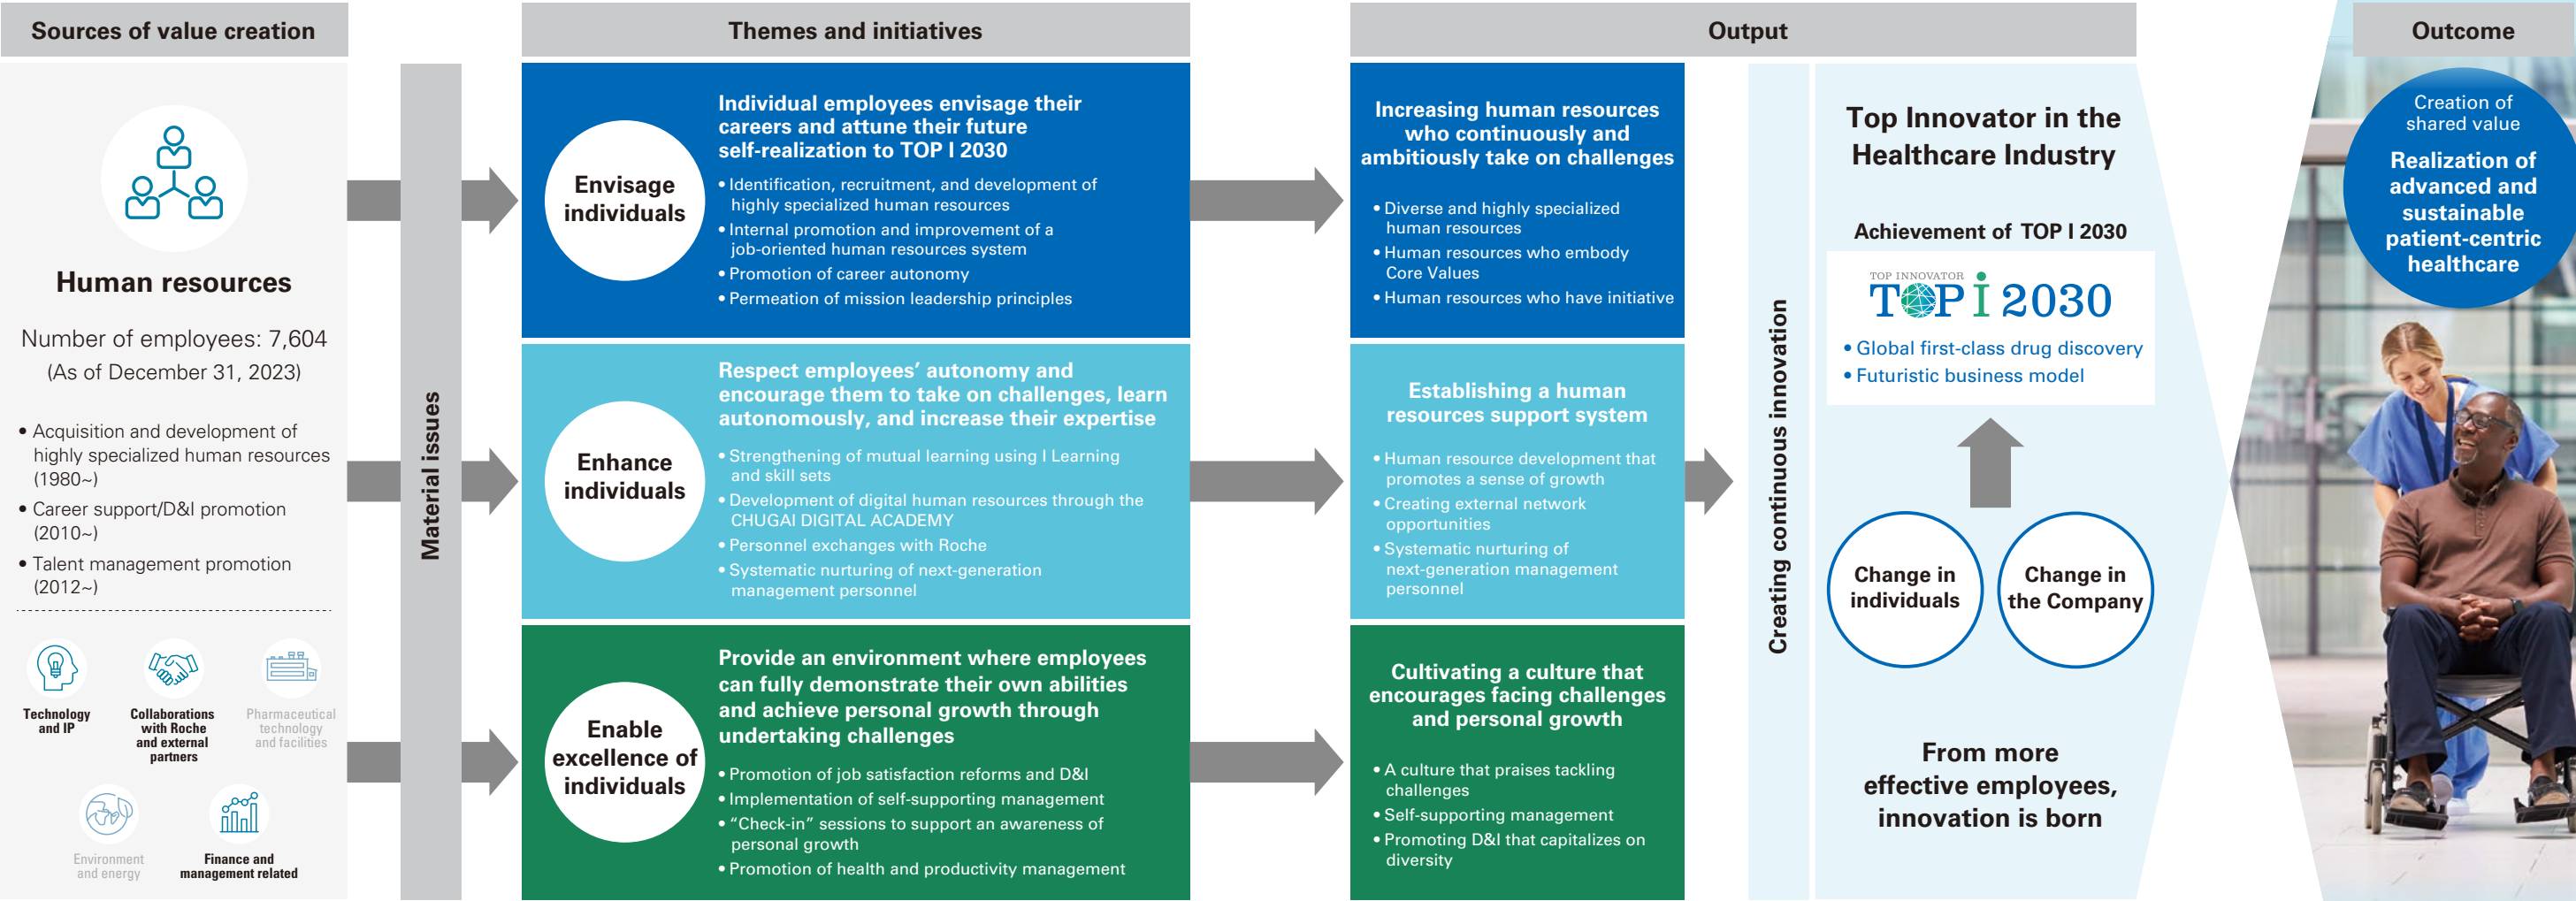 Sources of value creation
Human resources
Number of employees: 7,604
(As of December 31, 2023)
• Acquisition and development of
highly specialized human resources
(1980~)
• Career support/D&I promotion
(2010~)
• Talent management promotion
(2012~)
Technology
and IP
Collaborations
with Roche
and external
partners
Pharmaceutical
technology
and facilities
Environment
and energy
Finance and
management related
Material issues
Themes and initiatives
Envisage
individuals
Individual employees envisage their
careers and attune their future
self-realization to TOP I 2030
• Identification, recruitment, and development of
highly specialized human resources
• Internal promotion and improvement of a
job-oriented human resources system
• Promotion of career autonomy
• Permeation of mission leadership principles
Enhance
individuals
Respect employees’ autonomy and
encourage them to take on challenges, learn
autonomously, and increase their expertise
• Strengthening of mutual learning using I Learning
and skill sets
• Development of digital human resources through the
CHUGAI DIGITAL ACADEMY
• Personnel exchanges with Roche
• Systematic nurturing of next-generation
management personnel
Enable
excellence of
individuals
Provide an environment where employees
can fully demonstrate their own abilities
and achieve personal growth through
undertaking challenges
• Promotion of job satisfaction reforms and D&I
• Implementation of self-supporting management
• “Check-in” sessions to support an awareness of
personal growth
• Promotion of health and productivity management
Output
Increasing human resources
who continuously and
ambitiously take on challenges
• Diverse and highly specialized
human resources
• Human resources who embody
Core Values
• Human resources who have initiative
Establishing a human
resources support system
• Human resource development that
promotes a sense of growth
• Creating external network
opportunities
• Systematic nurturing of
next-generation management
personnel
Cultivating a culture that
encourages facing challenges
and personal growth
• A culture that praises tackling
challenges
• Self-supporting management
• Promoting D&I that capitalizes on
diversity
Creating continuous innovation
Top Innovator in the
Healthcare Industry
Achievement of TOP I 2030
TOP INNOVATOR
TOP I 2030
• Global first-class drug discovery
• Futuristic business model
Change in
individuals
Change in
the Company
From more
effective employees,
innovation is born
Outcome
Creation of
shared value
Realization of
advanced and
sustainable
patient-centric
healthcare